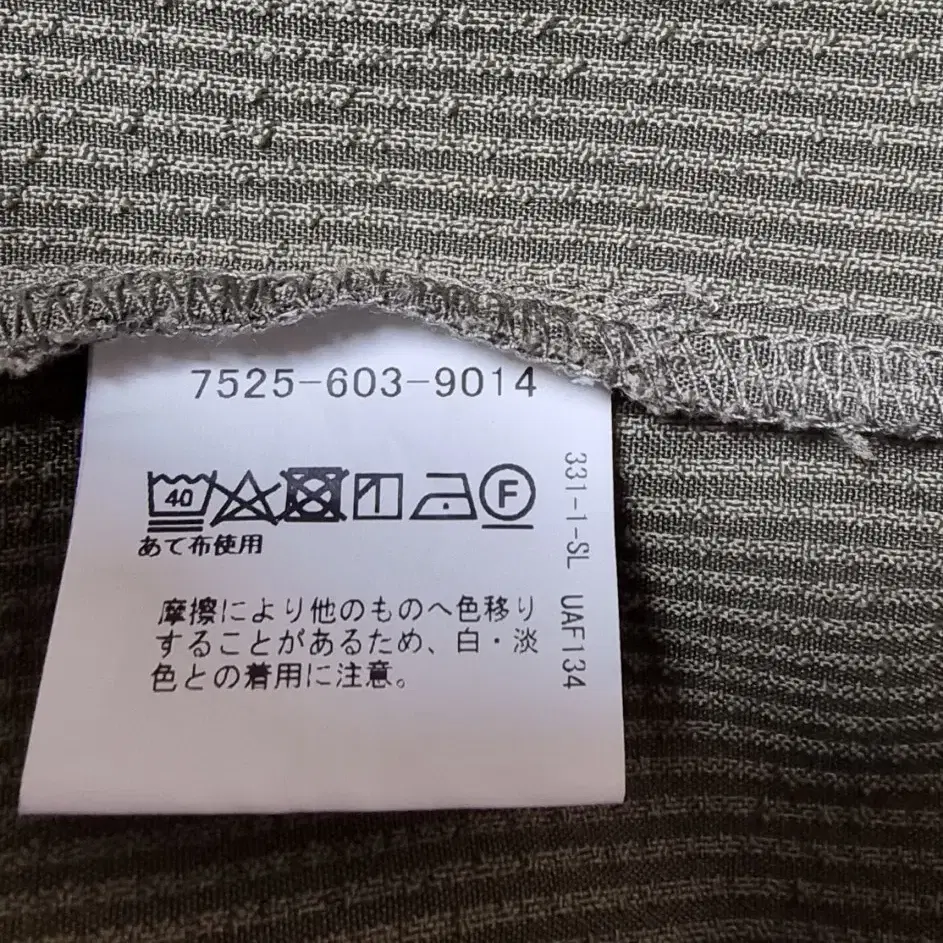 7525-603-9014
40
F
あて布使用
摩擦により他のものへ色移り
することがあるため、白・淡
色との着用に注意。
331-1-SL UAF134